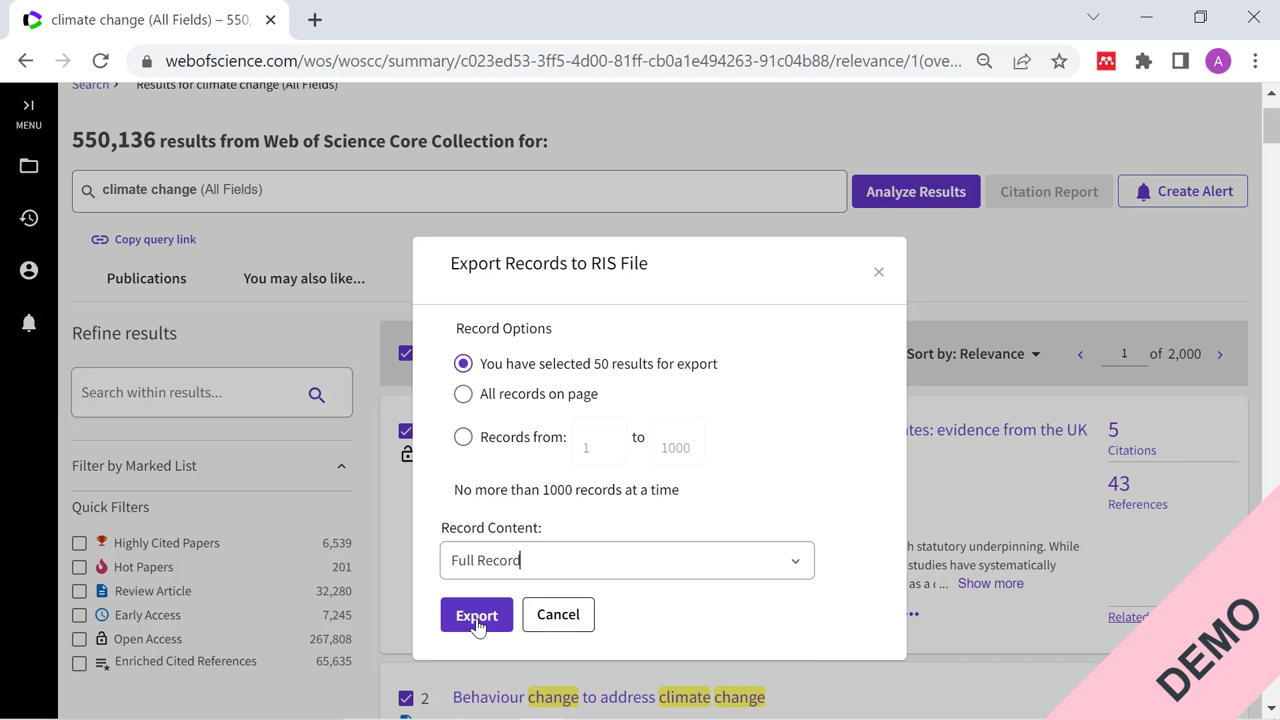 climate change (All Fields) – 550,
webofscience.com/wos/woscc/summary/c023ed53-3ff5-4d00-81ff-cb0a1e494263-91c04b88/relevance/1(ove...
A
MENU
Search > Results for climate change (All Fields)
550,136 results from Web of Science Core Collection for:
climate change (All Fields)
Analyze Results
Citation Report
Create Alert
Copy query link
Publications
You may also like...
Refine results
Search within results...
Filter by Marked List
Quick Filters
Highly Cited Papers 6,539
Hot Papers 201
Review Article 32,280
Early Access 7,245
Open Access 267,808
Enriched Cited References 65,635
Export Records to RIS File
×
Record Options
You have selected 50 results for export
All records on page
Records from: 1 to 1000
No more than 1000 records at a time
Record Content:
Full Record
Export
Cancel
Sort by: Relevance
1 of 2,000
ates: evidence from the UK
5
Citations
43
References
h statutory underpinning. While
studies have systematically
as a c ... Show more
Related
2 Behaviour change to address climate change
DEMO